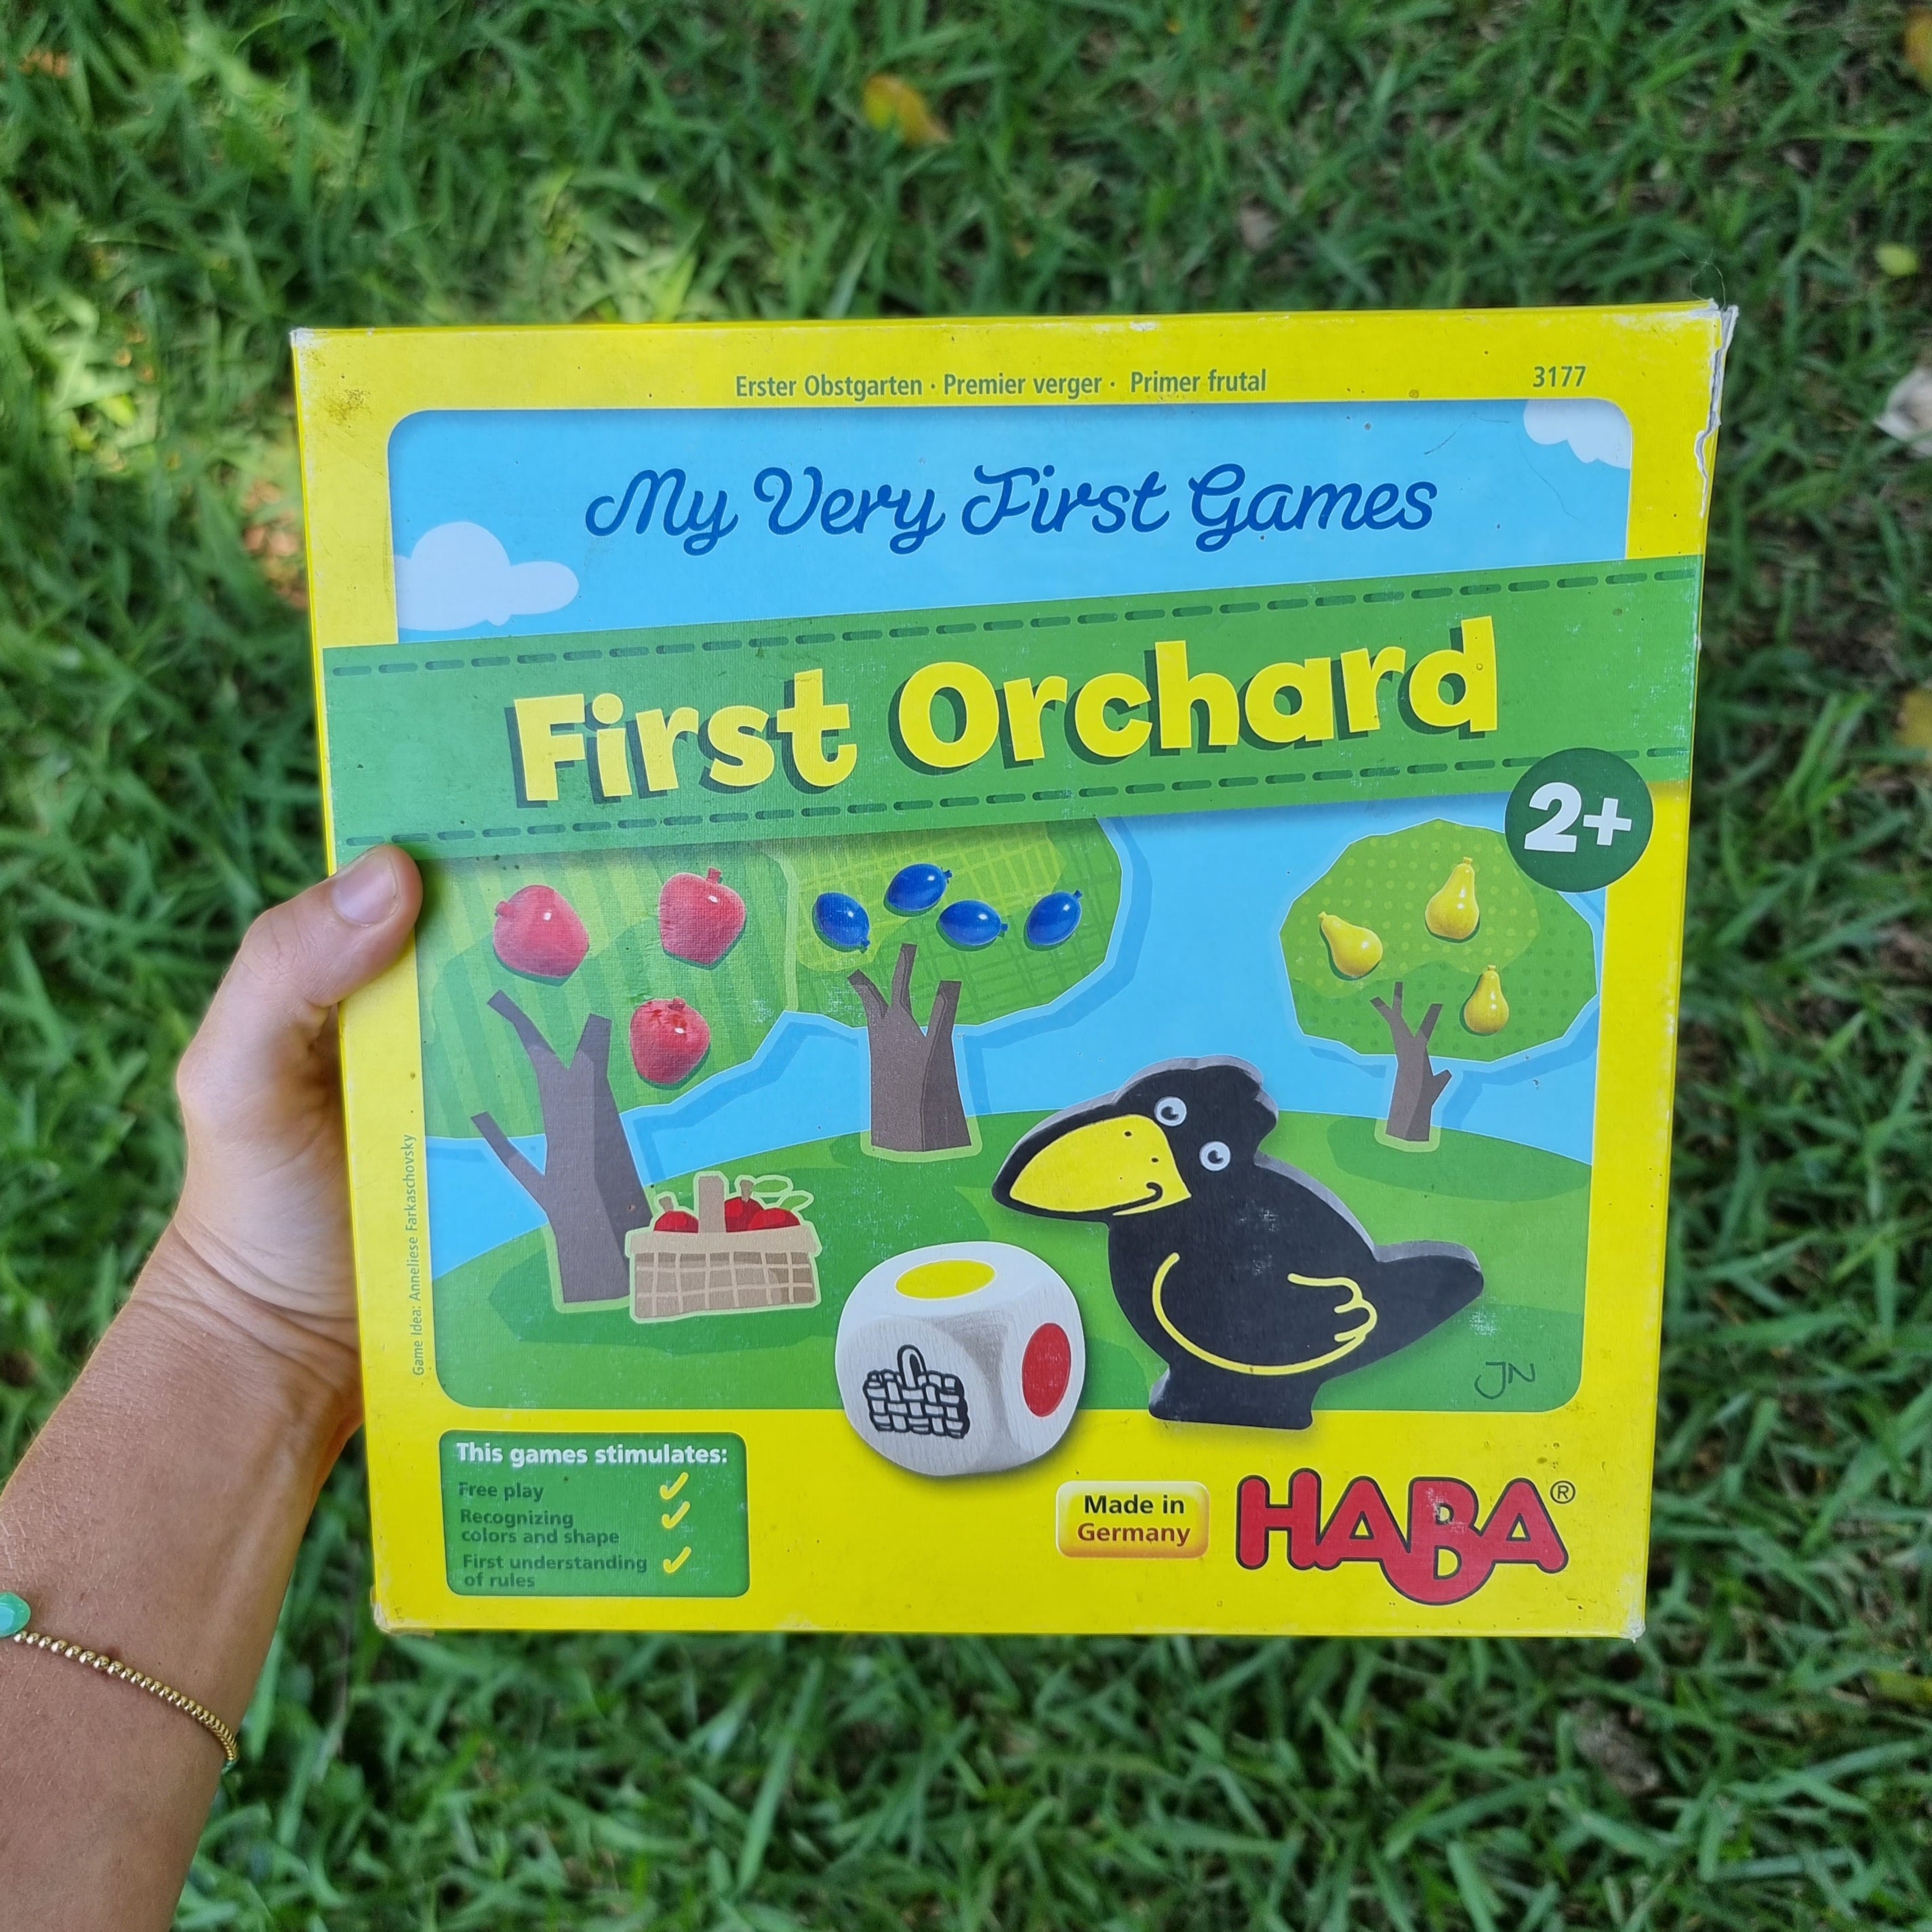 Erster Obstgarten · Premier verger · Primer frutal
3177
My Very First Games
First Orchard
2+
Game Idea: Anneliese Farkaschovsky
JN
This games stimulates:
Free play
Recognizing
colors and shape
First understanding
of rules
Made in
Germany
HABA®